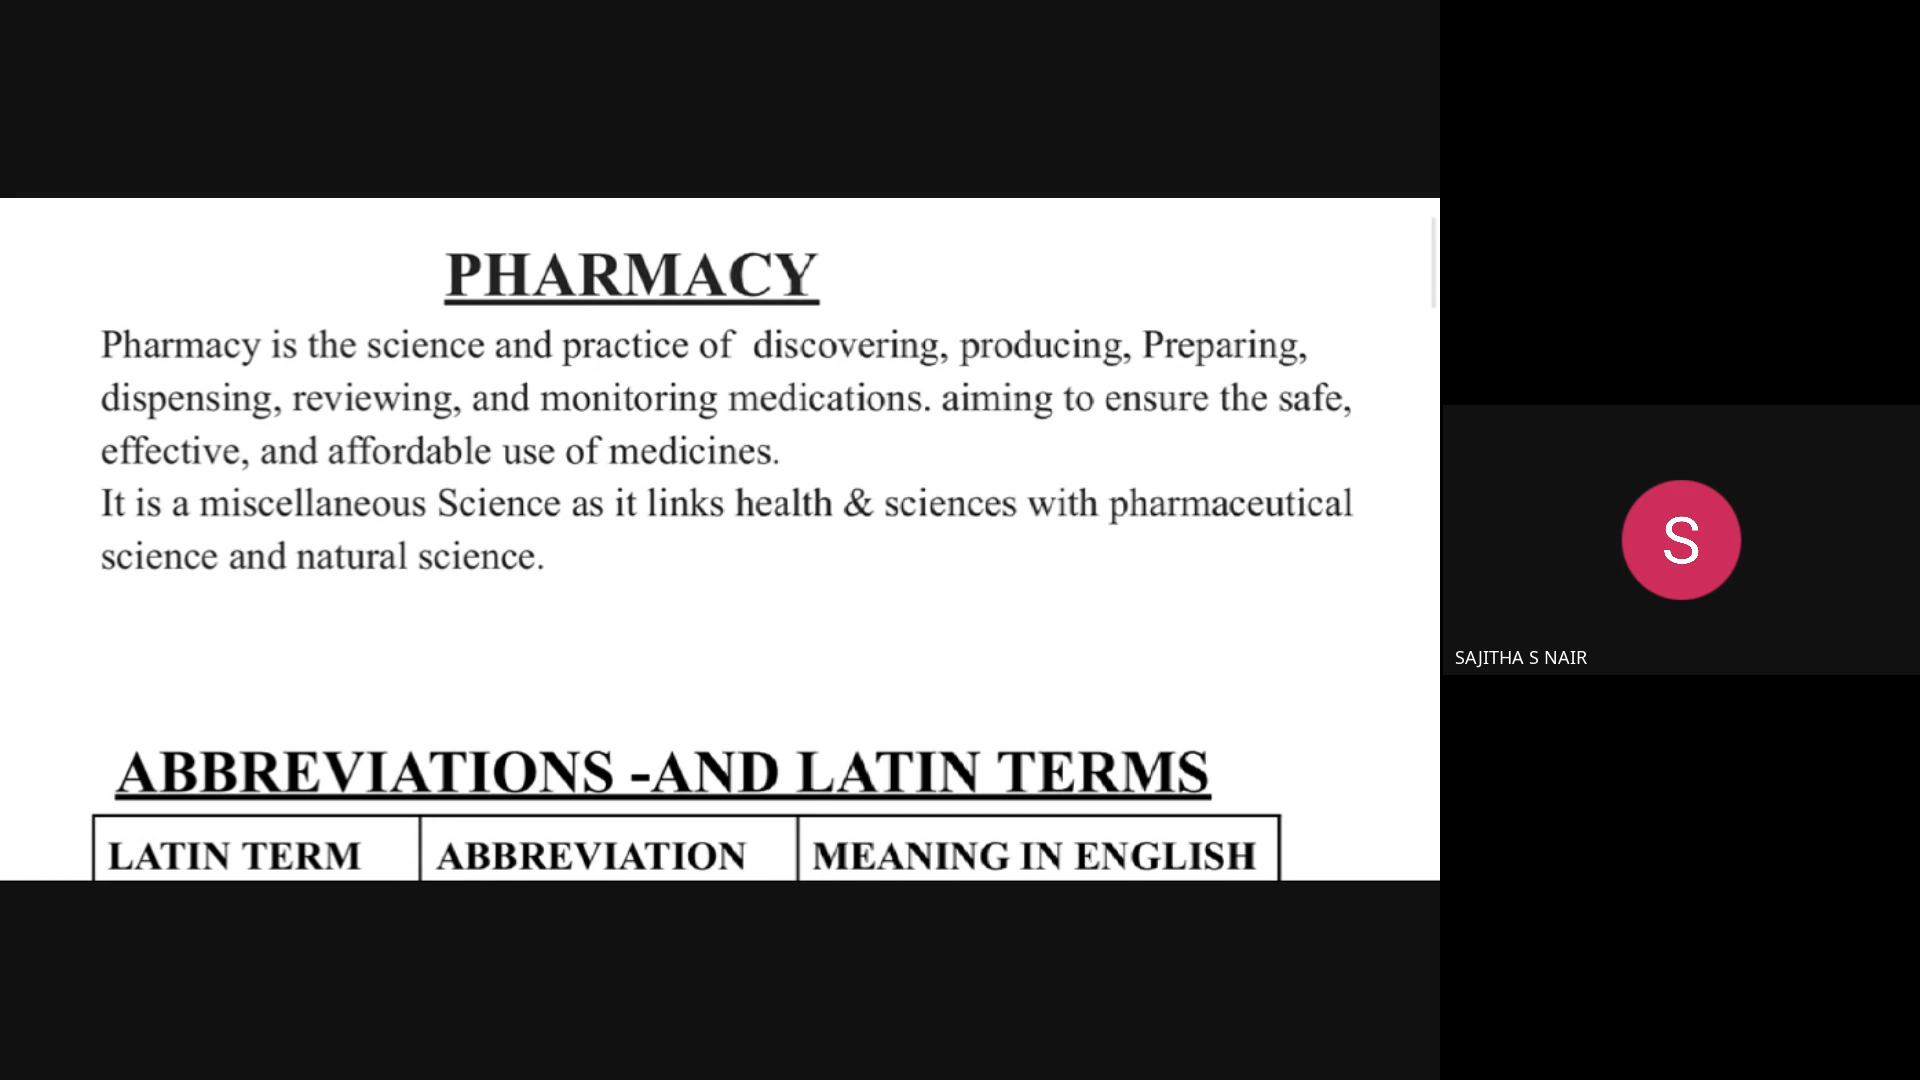 PHARMACY
Pharmacy is the science and practice of discovering, producing, Preparing,
dispensing, reviewing, and monitoring medications. aiming to ensure the safe,
effective, and affordable use of medicines.
It is a miscellaneous Science as it links health & sciences with pharmaceutical
science and natural science.
ABBREVIATIONS -AND LATIN TERMS
LATIN TERM ABBREVIATION MEANING IN ENGLISH
S
SAJITHA S NAIR